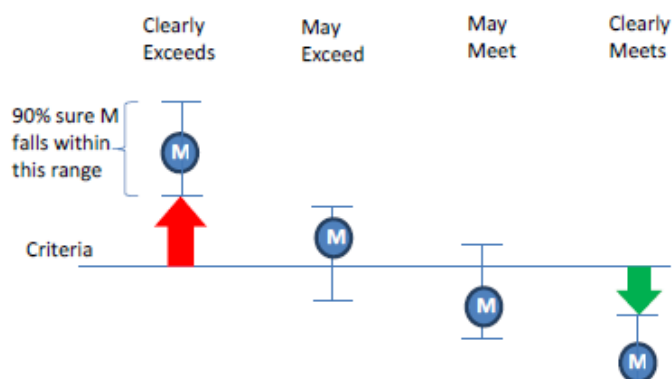 Clearly
Exceeds
May
Exceed
May
Meet
Clearly
Meets
90% sure M
falls within
this range
M
M
Criteria
M
M